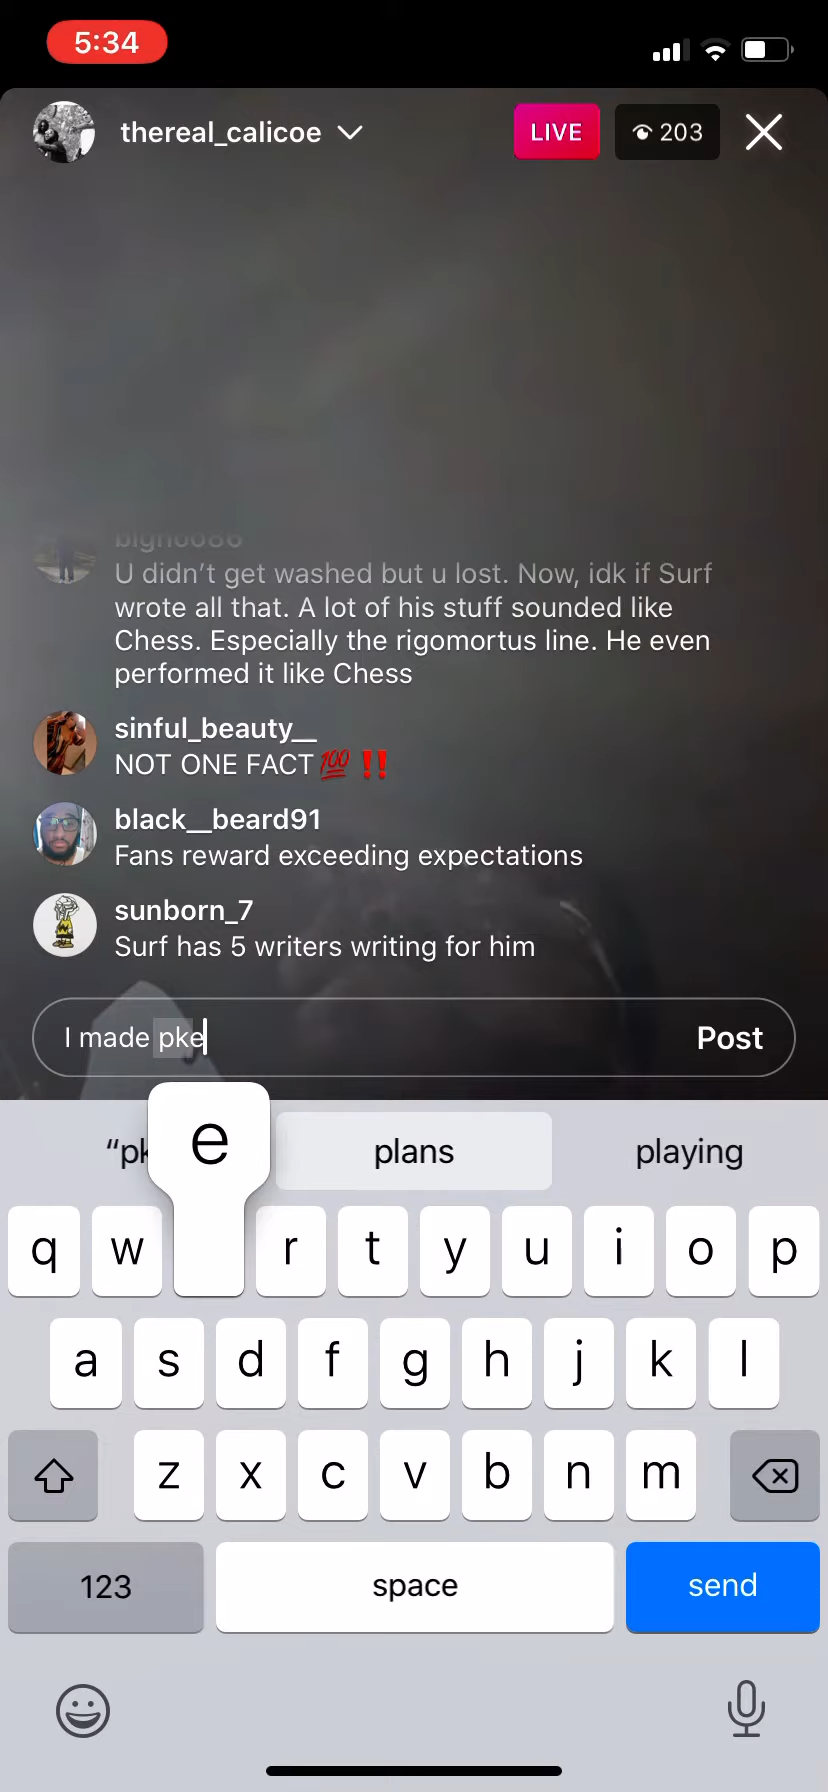 5:34
thereal_calicoe
LIVE
203
U didn’t get washed but u lost. Now, idk if Surf
wrote all that. A lot of his stuff sounded like
Chess. Especially the rigomortus line. He even
performed it like Chess
sinful_beauty__
NOT ONE FACT💯 ‼️
black__beard91
Fans reward exceeding expectations
sunborn_7
Surf has 5 writers writing for him
I made pke
Post
“pk
e
plans
playing
q w r t y u i o p
a s d f g h j k l
z x c v b n m
123
space
send